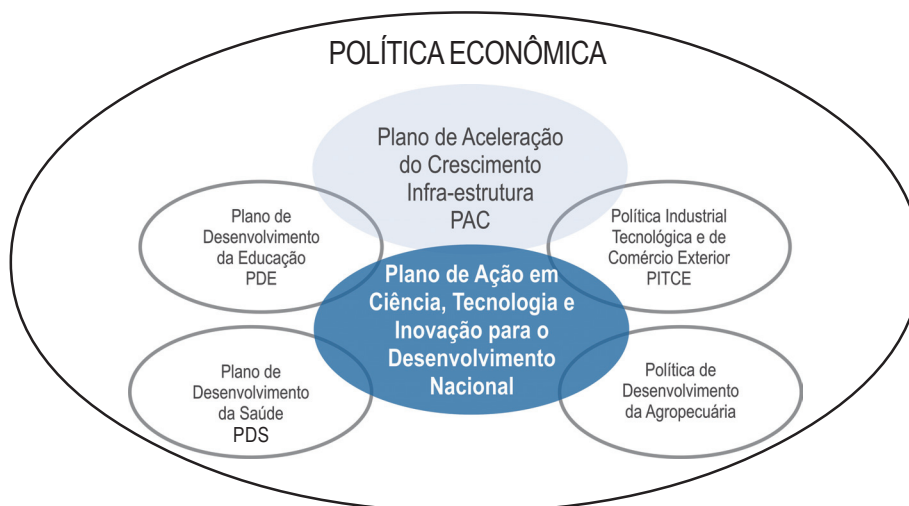 POLÍTICA ECONÔMICA
Plano de Aceleração
do Crescimento
Infra-estrutura
PAC
Plano de
Desenvolvimento
da Educação
PDE
Política Industrial
Tecnológica e de
Comércio Exterior
PITCE
Plano de Ação em
Ciência, Tecnologia e
Inovação para o
Desenvolvimento
Nacional
Plano de
Desenvolvimento
da Saúde
PDS
Política de
Desenvolvimento
da Agropecuária